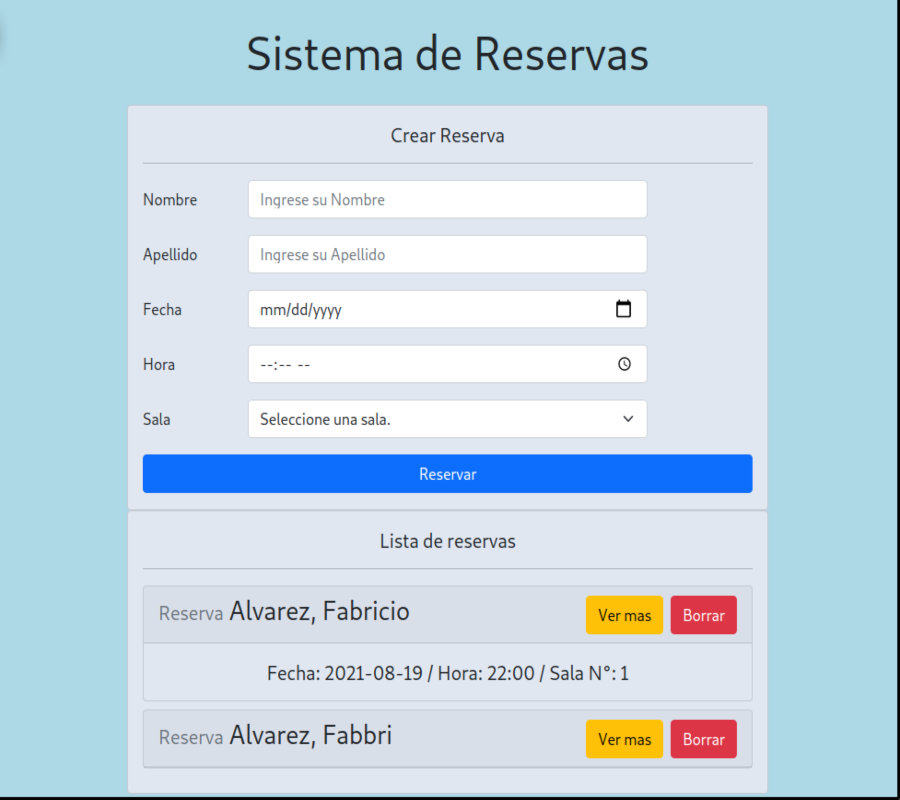 Sistema de Reservas
Crear Reserva
Nombre Ingrese su Nombre
Apellido Ingrese su Apellido
Fecha mm/dd/yyyy
Hora --:-- --
Sala Seleccione una sala.
Reservar
Lista de reservas
Reserva Alvarez, Fabricio Ver mas Borrar
Fecha: 2021-08-19 / Hora: 22:00 / Sala N°: 1
Reserva Alvarez, Fabbri Ver mas Borrar